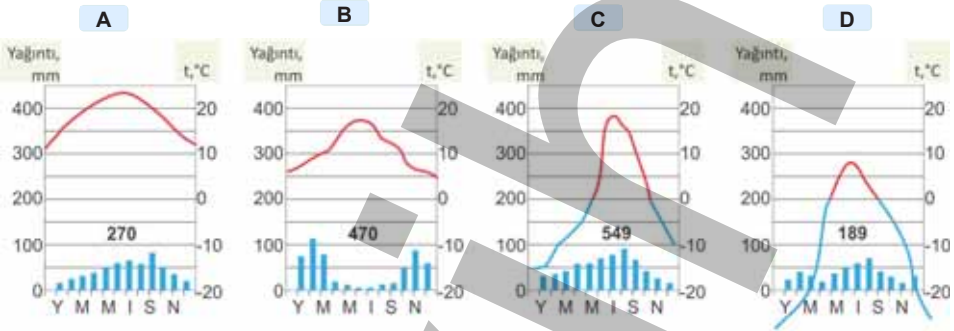 A B C D
Yağıntı, mm t,°C Yağıntı, mm t,°C Yağıntı, mm t,°C Yağıntı, mm t,°C
400 20 400 20 400 20 400 20
300 10 300 10 300 10 300 10
200 0 200 0 200 0 200 0
100 270 -10 100 470 -10 100 549 -10 100 189 -10
0 -20 0 -20 0 -20 0 -20
Y M M I S N Y M M I S N Y M M I S N Y M M I S N